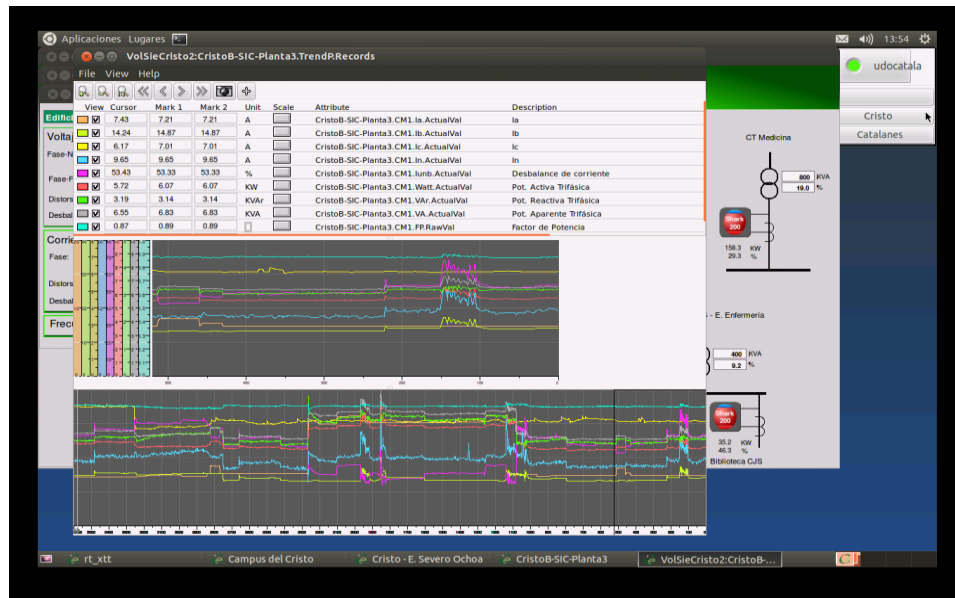 Aplicaciones Lugares
13:54
VolSieCristo2:CristoB-SIC-Planta3.TrendP.Records
udocatala
File View Help
Cristo
Catalanes
View Cursor Mark 1 Mark 2 Unit Scale Attribute Description
7.43 7.21 7.21 A CristoB-SIC-Planta3.CM1.Ia.ActualVal Ia
14.24 14.87 14.87 A CristoB-SIC-Planta3.CM1.Ib.ActualVal Ib
6.17 7.01 7.01 A CristoB-SIC-Planta3.CM1.Ic.ActualVal Ic
9.65 9.65 9.65 A CristoB-SIC-Planta3.CM1.In.ActualVal In
53.43 53.33 53.33 % CristoB-SIC-Planta3.CM1.Iunb.ActualVal Desbalance de corriente
5.72 6.07 6.07 KW CristoB-SIC-Planta3.CM1.Watt.ActualVal Pot. Activa Trifásica
3.19 3.14 3.14 KVAr CristoB-SIC-Planta3.CM1.VAr.ActualVal Pot. Reactiva Trifásica
6.55 6.83 6.83 KVA CristoB-SIC-Planta3.CM1.VA.ActualVal Pot. Aparente Trifásica
0.87 0.89 0.89 CristoB-SIC-Planta3.CM1.FP.RawVal Factor de Potencia
Edific
Voltaj
Fase-N
Fase-F
Distors
Desbal
Corrie
Fase:
Distors
Desbal
Frecu
CT Medicina
800 KVA
19.0 %
Shark
200
158.3 KW
29.3 %
- E. Enfermeria
400 KVA
9.2 %
Shark
200
35.2 KW
46.3 %
Biblioteca CJS
rt_xtt
Campus del Cristo
Cristo - E. Severo Ochoa
CristoB-SIC-Planta3
VolSieCristo2:CristoB-...